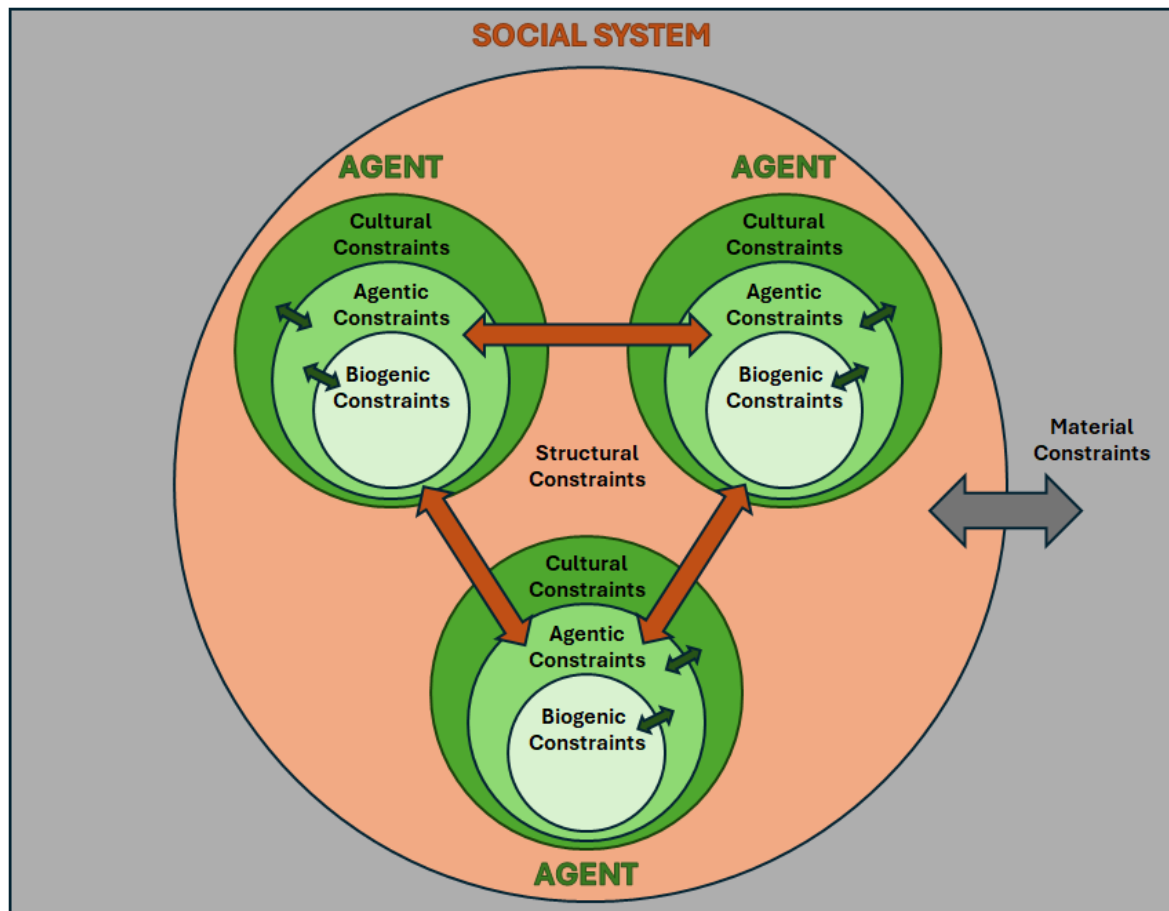 SOCIAL SYSTEM
AGENT
AGENT
Cultural
Constraints
Cultural
Constraints
Agentic
Constraints
Agentic
Constraints
Biogenic
Constraints
Biogenic
Constraints
Material
Constraints
Structural
Constraints
Cultural
Constraints
Agentic
Constraints
Biogenic
Constraints
AGENT